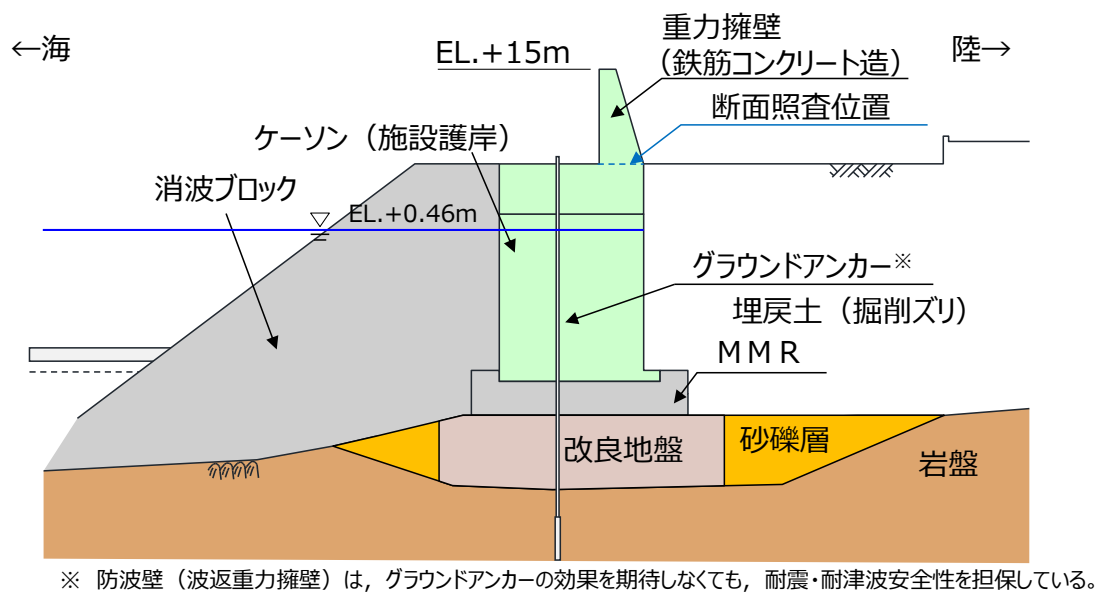 ←海
陸→
重力擁壁
（鉄筋コンクリート造）
EL.+15m
断面照査位置
ケーソン（施設護岸）
消波ブロック
EL.+0.46m
グラウンドアンカー※
埋戻土（掘削ズリ）
ＭＭＲ
改良地盤
砂礫層
岩盤
※ 防波壁（波返重力擁壁）は，グラウンドアンカーの効果を期待しなくても，耐震・耐津波安全性を担保している。